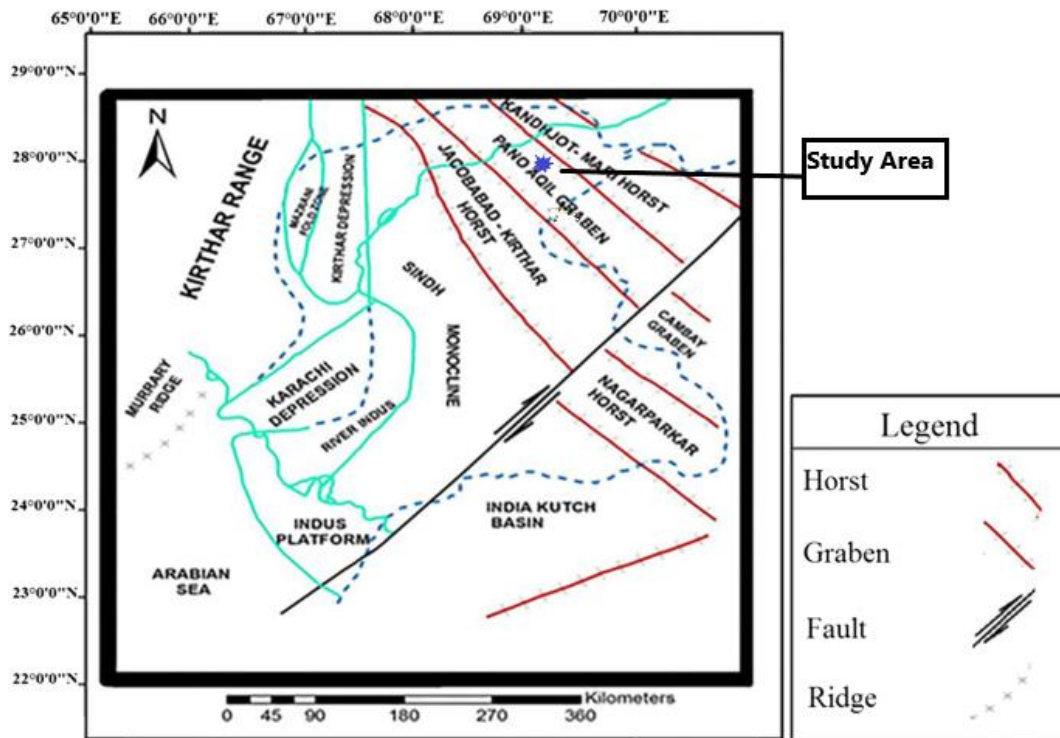 65°0'0"E 66°0'0"E 67°0'0"E 68°0'0"E 69°0'0"E 70°0'0"E
29°0'0"N
28°0'0"N
27°0'0"N
26°0'0"N
25°0'0"N
24°0'0"N
23°0'0"N
22°0'0"N
N
KIRTHAR RANGE
MAZRANI
FOLD ZONE
KIRTHAR DEPRESSION
JACOBABAD - KIRTHAR
HORST
PANO AQIL GRABEN
KANDHJOT- MARI HORST
Study Area
SINDH
MONOCLINE
CAMBAY
GRABEN
MURRARY
RIDGE
KARACHI
DEPRESSION
RIVER INDUS
NAGARPARKAR
HORST
INDUS
PLATFORM
INDIA KUTCH
BASIN
ARABIAN
SEA
Kilometers
0 45 90 180 270 360
Legend
Horst
Graben
Fault
Ridge